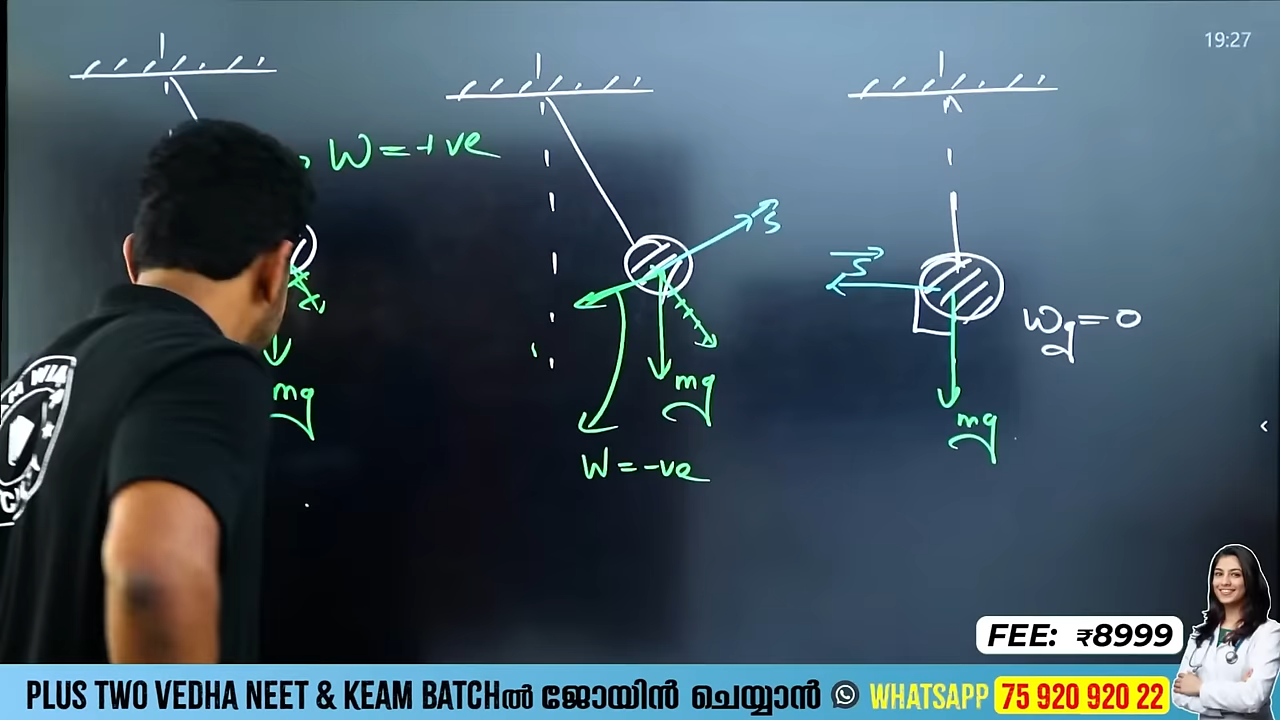 19:27
W = +ve
S
S
mg
mg
Wg = 0
mg
W = -ve
FEE: ₹8999
PLUS TWO VEDHA NEET & KEAM BATCHൽ ജോയിൻ ചെയ്യാൻ WHATSAPP 75 920 920 22